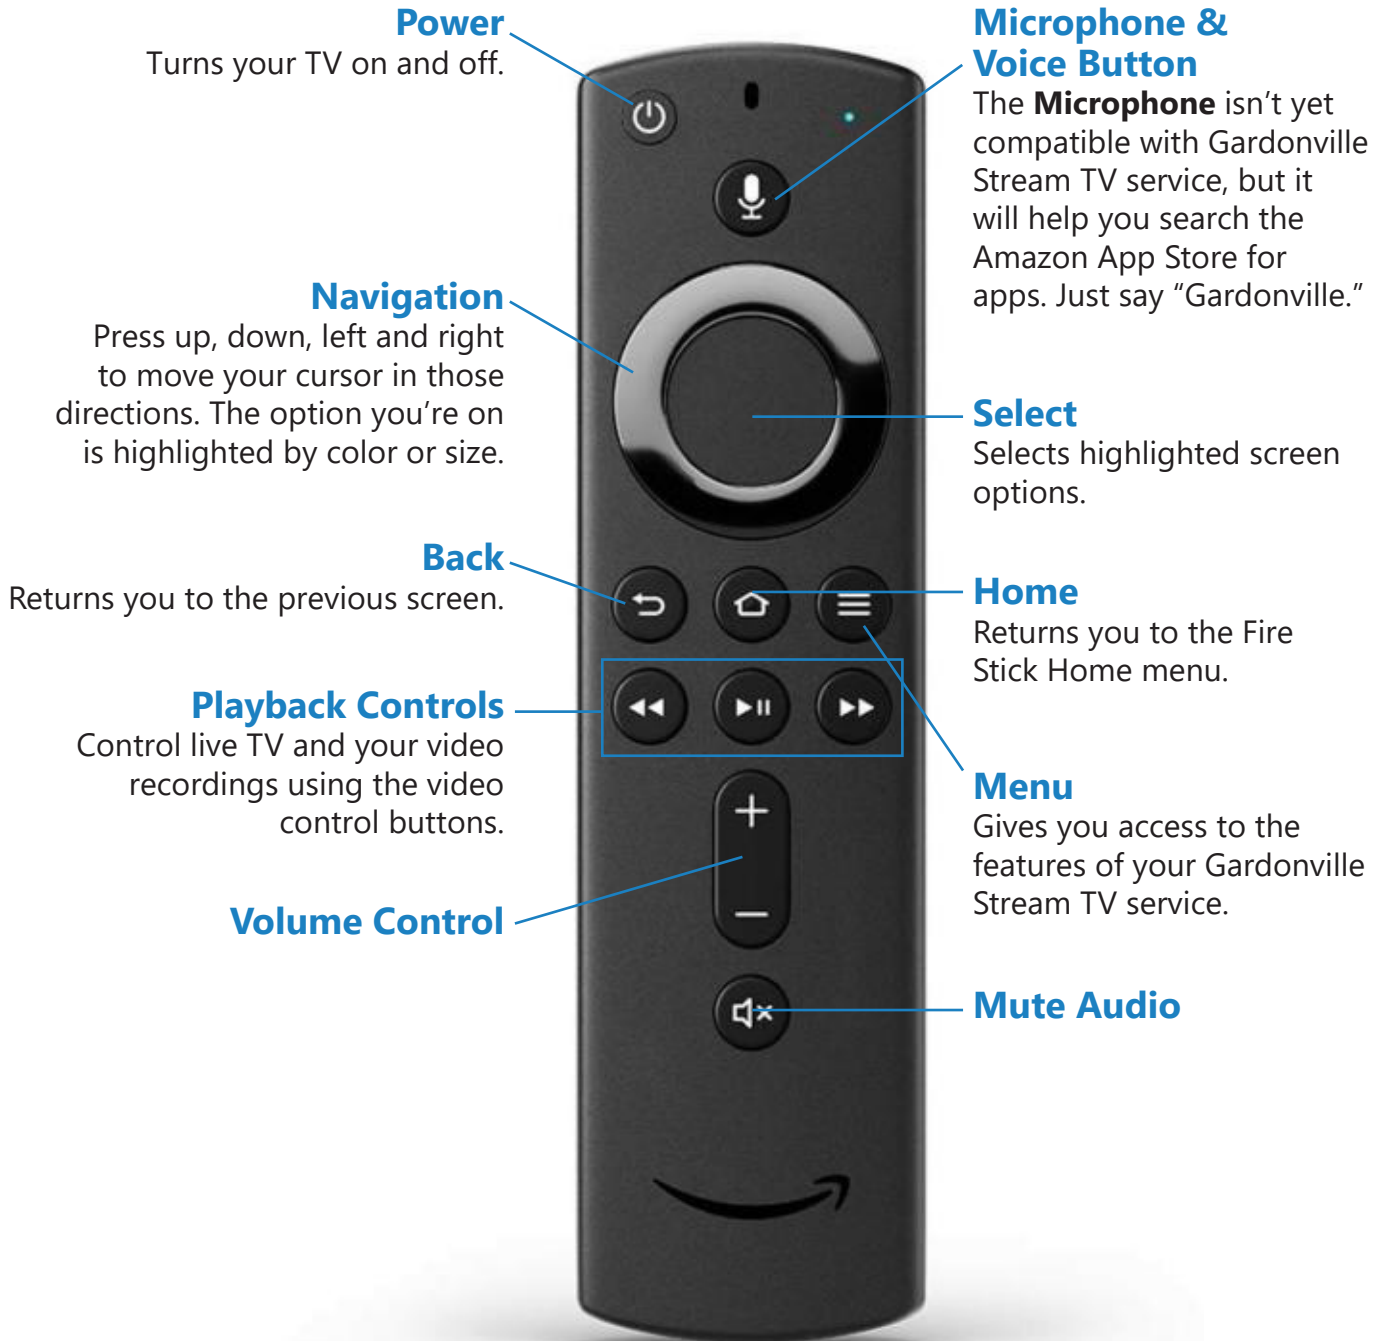 Power
Turns your TV on and off.
Microphone &
Voice Button
The Microphone isn’t yet
compatible with Gardonville
Stream TV service, but it
will help you search the
Amazon App Store for
apps. Just say “Gardonville.”
Navigation
Press up, down, left and right
to move your cursor in those
directions. The option you’re on
is highlighted by color or size.
Select
Selects highlighted screen
options.
Back
Returns you to the previous screen.
Home
Returns you to the Fire
Stick Home menu.
Playback Controls
Control live TV and your video
recordings using the video
control buttons.
Menu
Gives you access to the
features of your Gardonville
Stream TV service.
Volume Control
Mute Audio